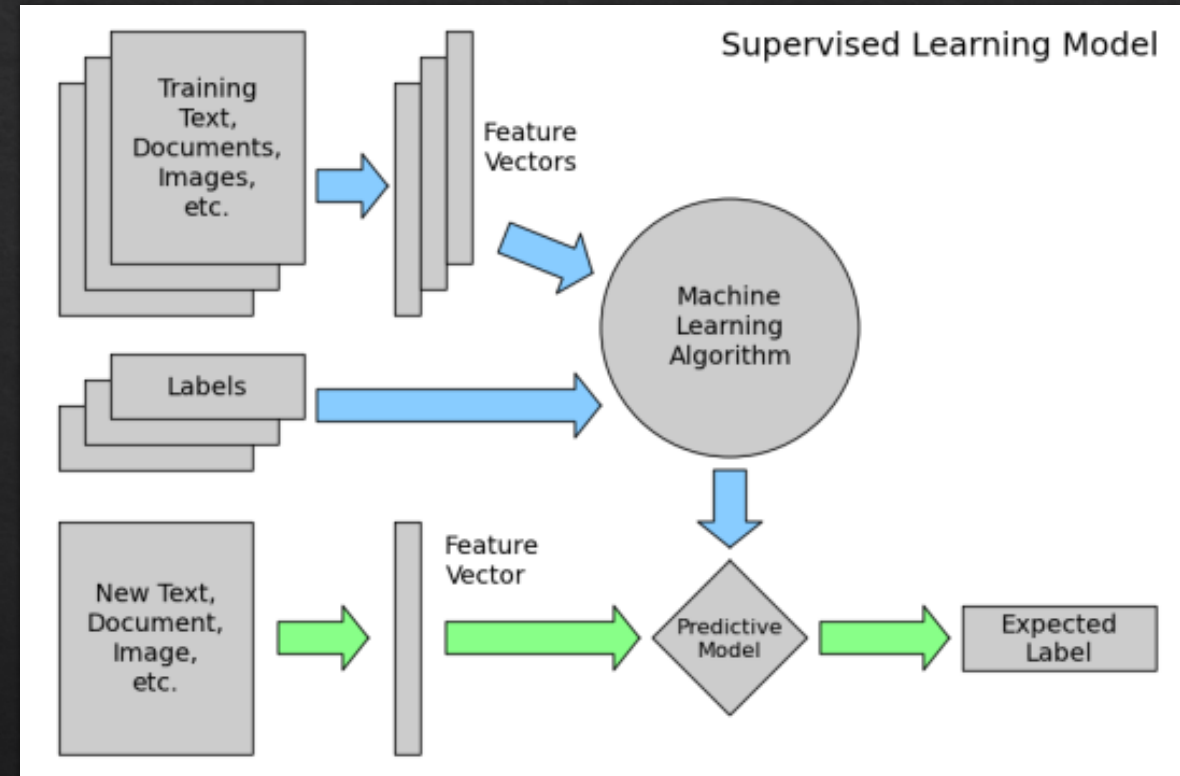 Supervised Learning Model
Training
Text,
Documents,
Images,
etc.
Feature
Vectors
Machine
Learning
Algorithm
Labels
New Text,
Document,
Image,
etc.
Feature
Vector
Predictive
Model
Expected
Label